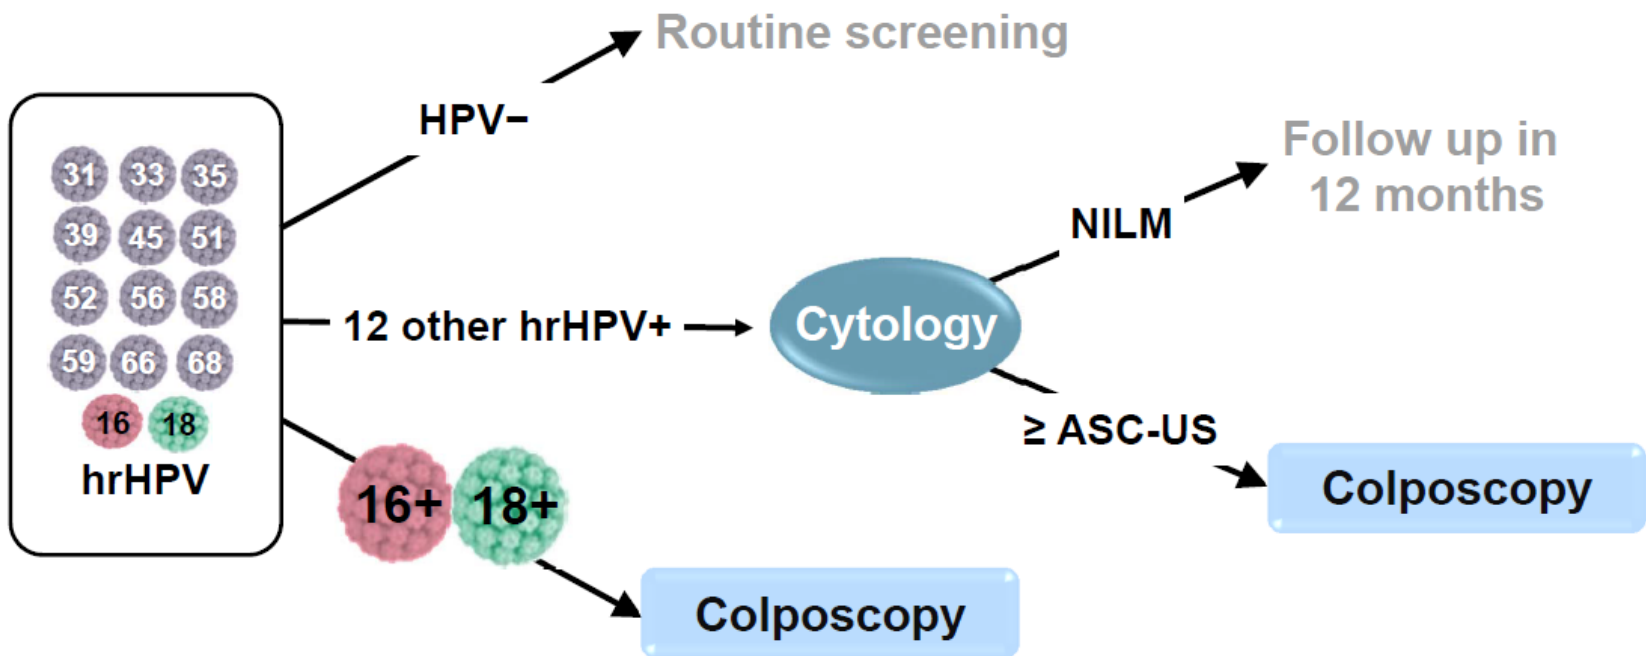 Routine screening
HPV−
31 33 35
39 45 51
52 56 58
59 66 68
16 18
hrHPV
12 other hrHPV+
Cytology
NILM
Follow up in
12 months
≥ ASC-US
Colposcopy
16+ 18+
Colposcopy